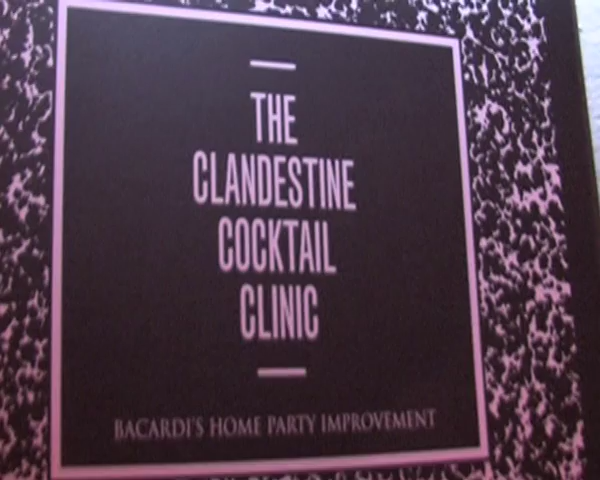 THE
CLANDESTINE
COCKTAIL
CLINIC
BACARDI'S HOME PARTY IMPROVEMENT